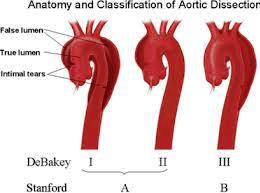 Anatomy and Classification of Aortic Dissection
False lumen
True lumen
Intimal tears
DeBakey I II III
Stanford A B